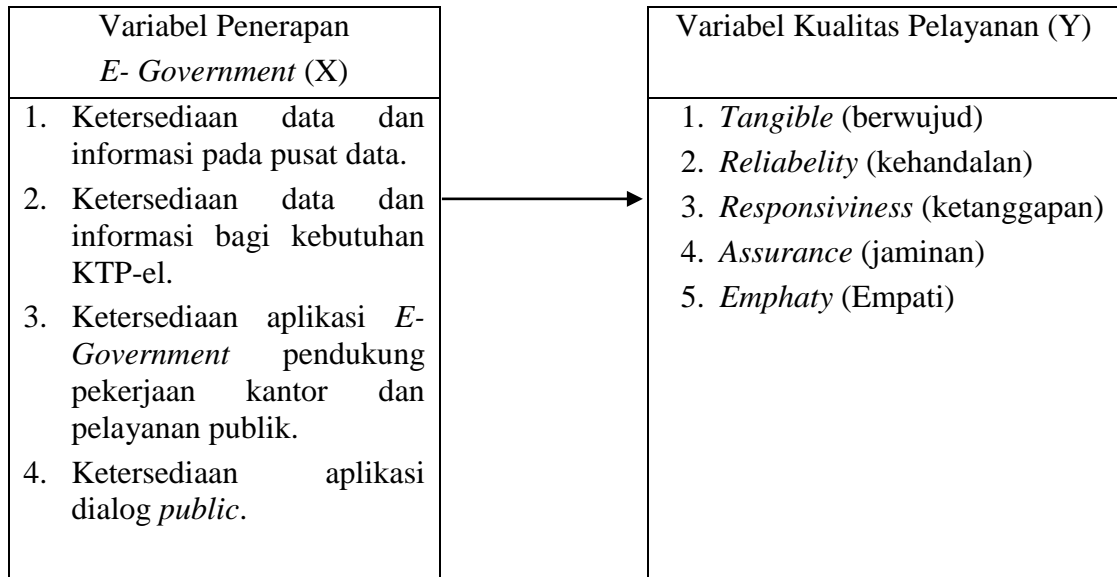 Variabel Penerapan
E- Government (X)
1. Ketersediaan data dan
informasi pada pusat data.
2. Ketersediaan data dan
informasi bagi kebutuhan
KTP-el.
3. Ketersediaan aplikasi E-
Government pendukung
pekerjaan kantor dan
pelayanan publik.
4. Ketersediaan aplikasi
dialog public.
Variabel Kualitas Pelayanan (Y)
1. Tangible (berwujud)
2. Reliabelity (kehandalan)
3. Responsiviness (ketanggapan)
4. Assurance (jaminan)
5. Emphaty (Empati)